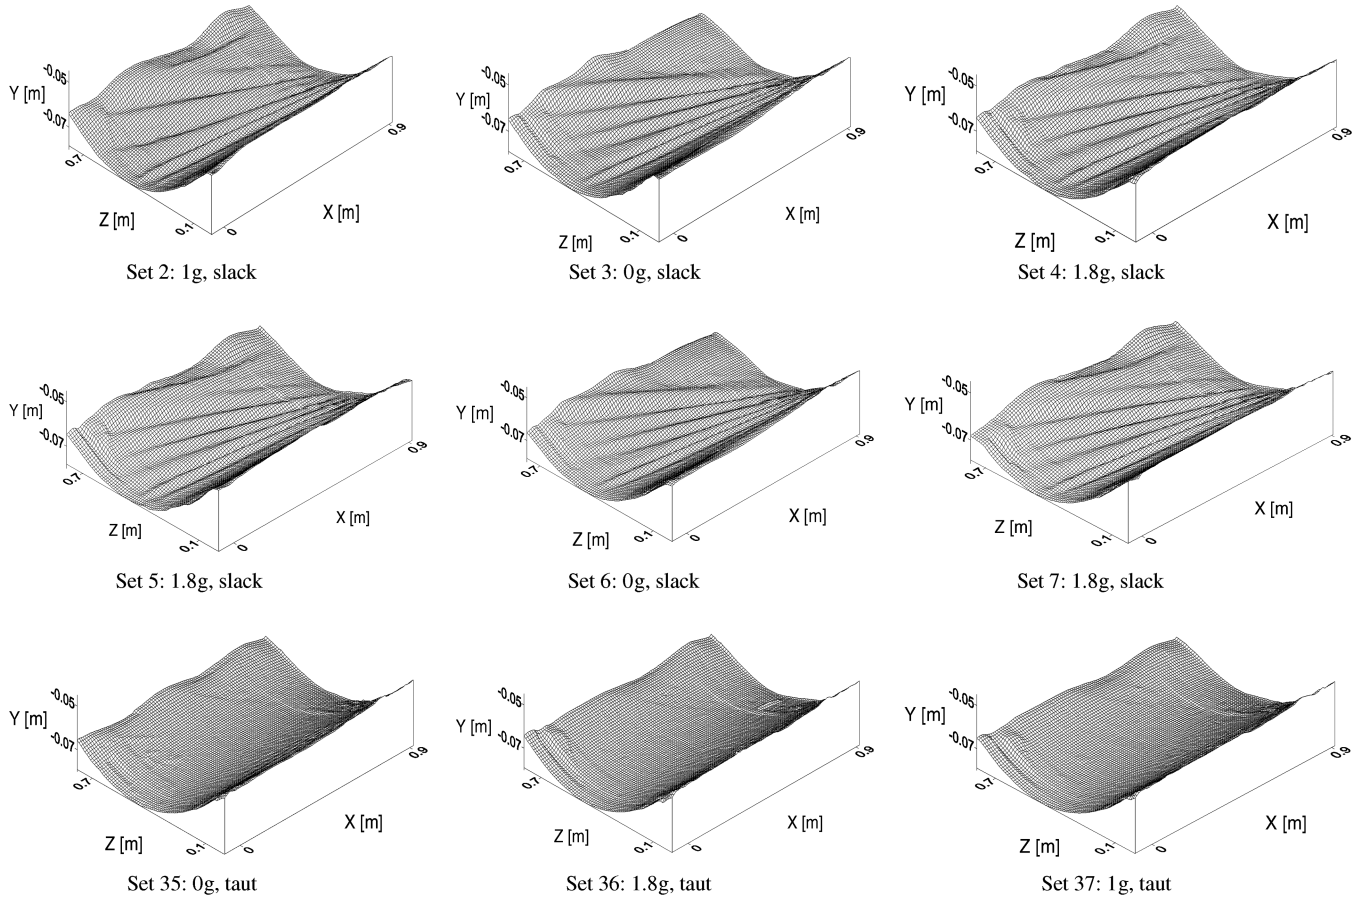 -0.05
Y [m]
-0.07
0.7
Z [m]
0.1
0
X [m]
0.9
Set 2: 1g, slack
-0.05
Y [m]
-0.07
0.7
Z [m]
0.1
0
X [m]
0.9
Set 3: 0g, slack
-0.05
Y [m]
-0.07
0.7
Z [m]
0.1
0
X [m]
0.9
Set 4: 1.8g, slack
-0.05
Y [m]
-0.07
0.7
Z [m]
0.1
0
X [m]
0.9
Set 5: 1.8g, slack
-0.05
Y [m]
-0.07
0.7
Z [m]
0.1
0
X [m]
0.9
Set 6: 0g, slack
-0.05
Y [m]
-0.07
0.7
Z [m]
0.1
0
X [m]
0.9
Set 7: 1.8g, slack
-0.05
Y [m]
-0.07
0.7
Z [m]
0.1
0
X [m]
0.9
Set 35: 0g, taut
-0.05
Y [m]
-0.07
0.7
Z [m]
0.1
0
X [m]
0.9
Set 36: 1.8g, taut
-0.05
Y [m]
-0.07
0.7
Z [m]
0.1
0
X [m]
0.9
Set 37: 1g, taut